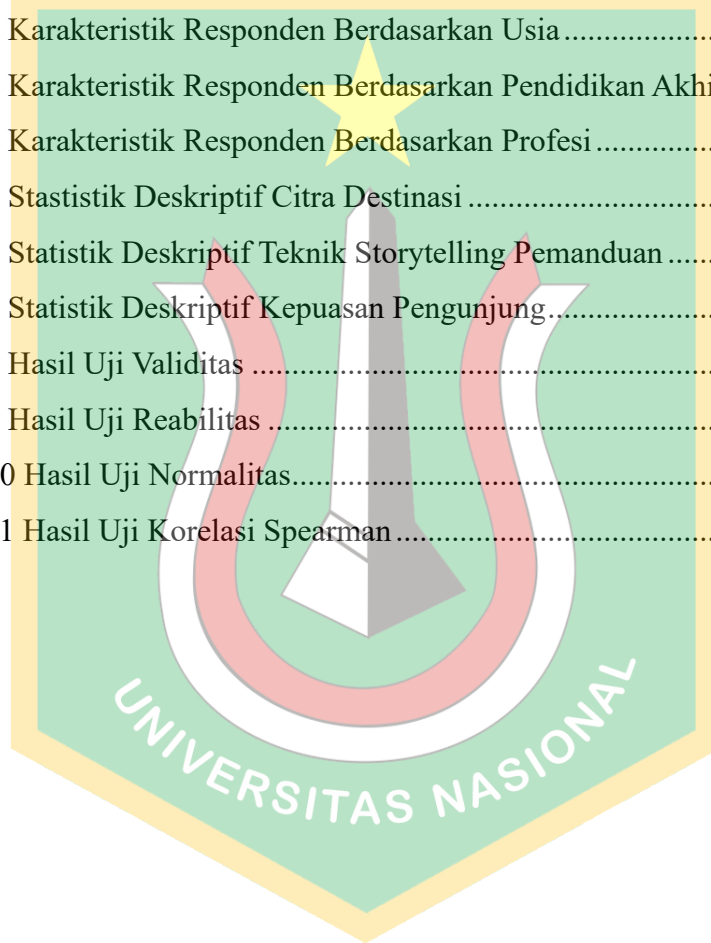 Karakteristik Responden Berdasarkan Usia....................
Karakteristik Responden Berdasarkan Pendidikan Akhi
Karakteristik Responden Berdasarkan Profesi................
Stastistik Deskriptif Citra Destinasi.................................
Statistik Deskriptif Teknik Storytelling Pemanduan.......
Statistik Deskriptif Kepuasan Pengunjung......................
Hasil Uji Validitas............................................................
Hasil Uji Reabilitas..........................................................
0 Hasil Uji Normalitas.......................................................
1 Hasil Uji Korelasi Spearman..........................................
UNIVERSITAS NASIONAL